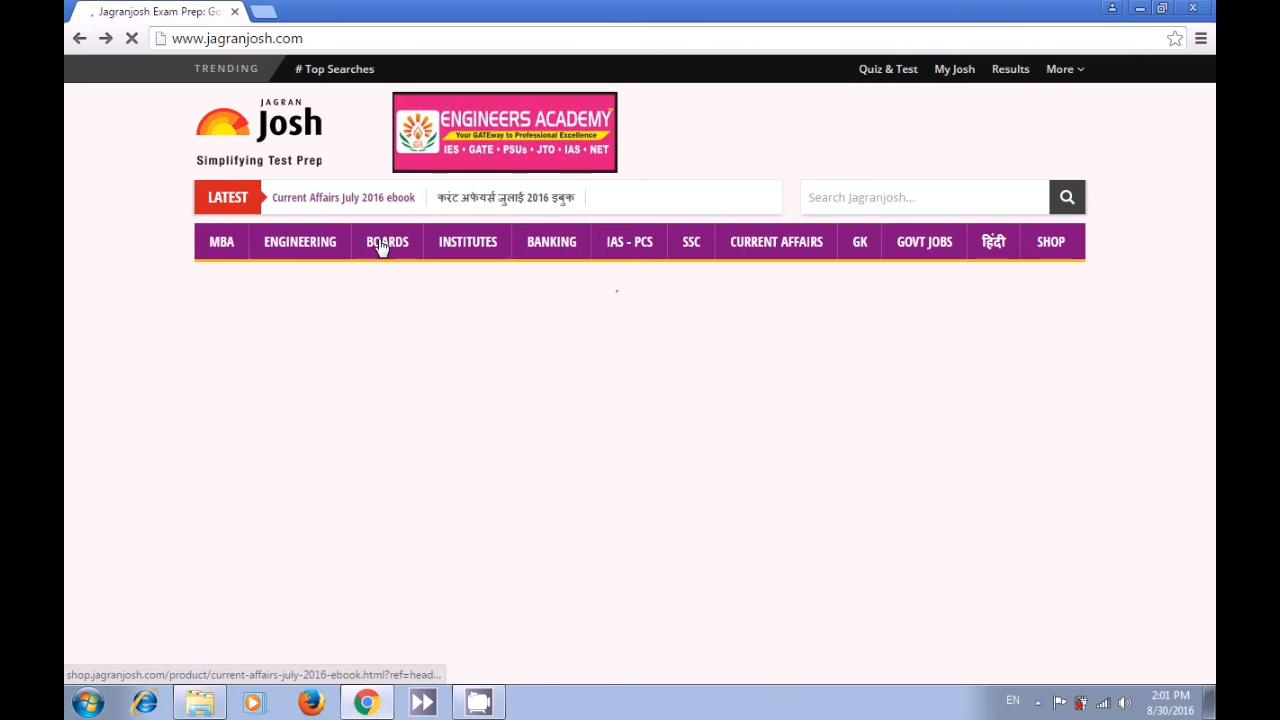 Jagranjosh Exam Prep: Go
www.jagranjosh.com
TRENDING # Top Searches Quiz & Test My Josh Results More
JAGRAN
Josh
Simplifying Test Prep
ENGINEERS ACADEMY
Your GATEway to Professional Excellence
IES • GATE • PSUs • JTO • IAS • NET
LATEST Current Affairs July 2016 ebook करंट अफेयर्स जुलाई 2016 इबुक Search Jagranjosh...
MBA ENGINEERING BOARDS INSTITUTES BANKING IAS - PCS SSC CURRENT AFFAIRS GK GOVT JOBS हिंदी SHOP
shop.jagranjosh.com/product/current-affairs-july-2016-ebook.html?ref=head...
EN 2:01 PM
8/30/2016